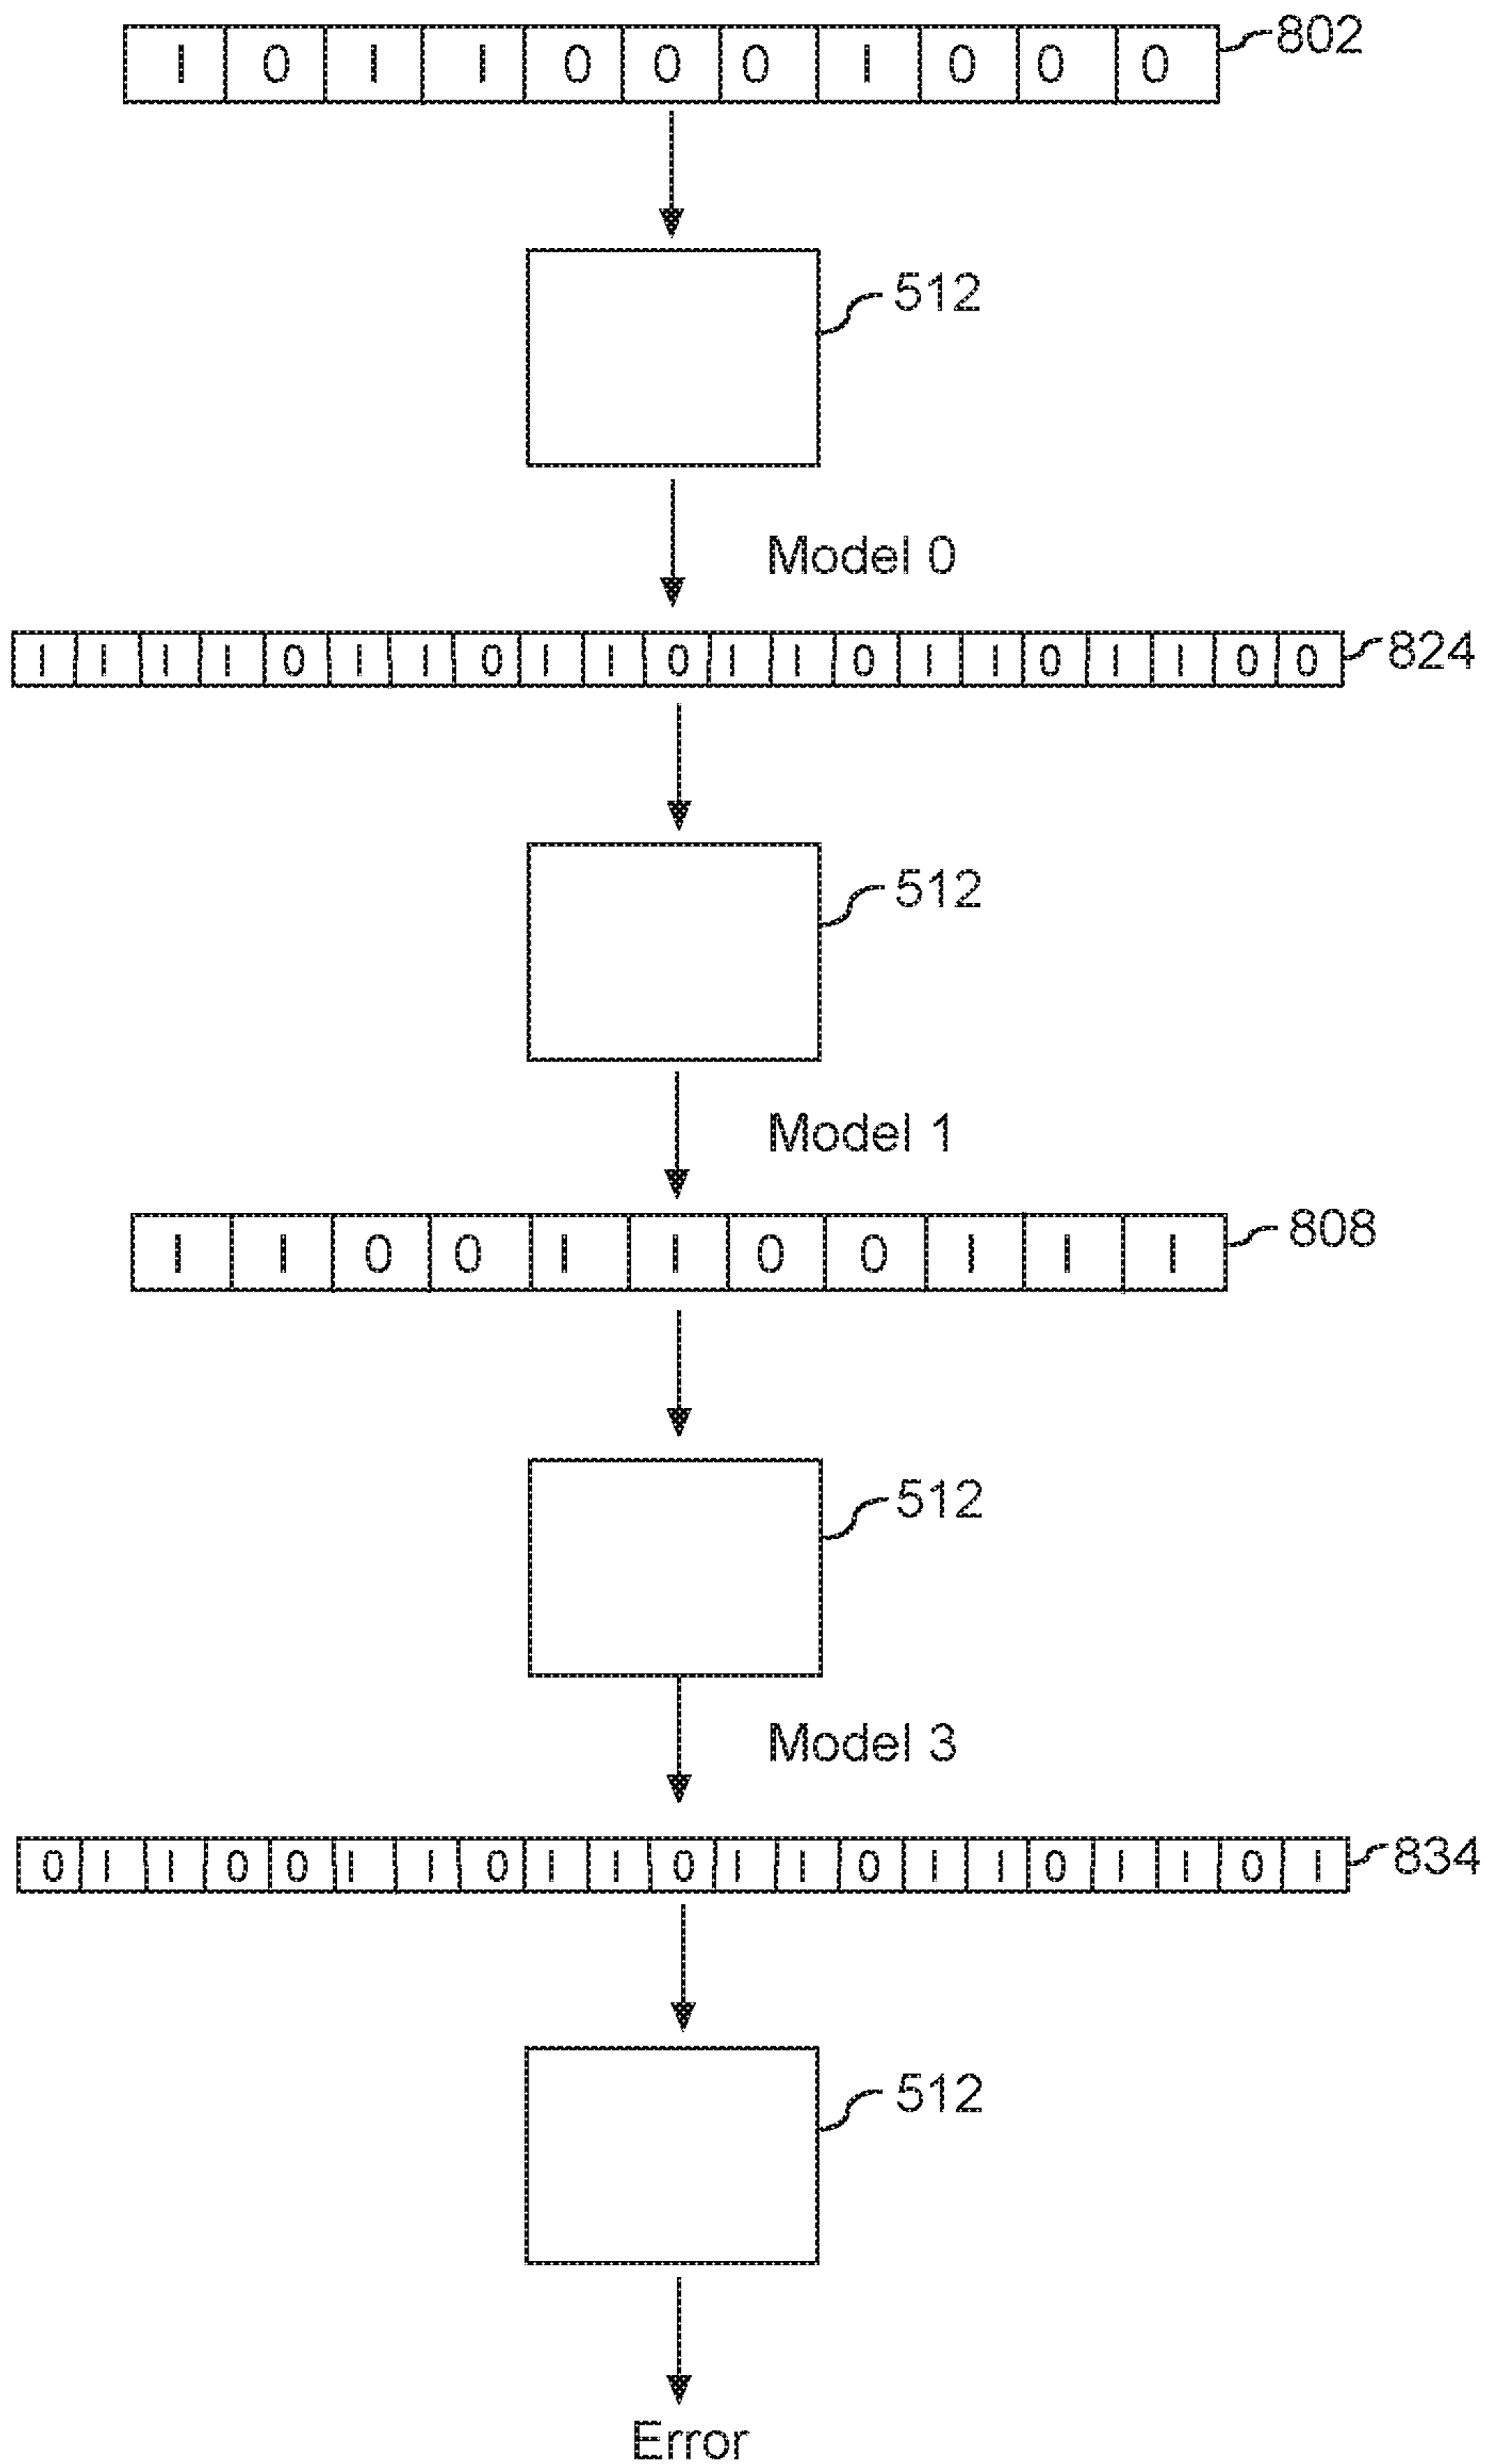 1 0 1 1 0 0 0 1 0 0 0 802
512
Model 0
1 1 1 1 0 1 1 0 1 1 0 1 1 0 1 1 0 1 1 0 0 824
512
Model 1
1 1 0 0 1 1 0 0 1 1 1 808
512
Model 3
0 1 1 0 0 1 1 0 1 1 0 1 1 0 1 1 0 1 1 0 1 834
512
Error